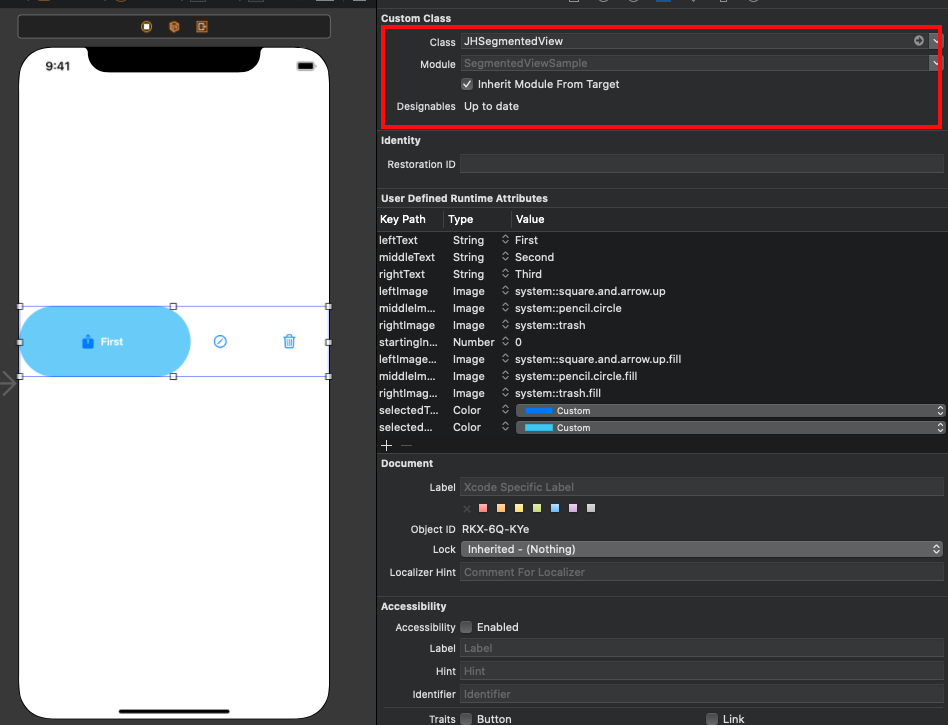 Custom Class
Class JHSegmentedView
Module SegmentedViewSample
Inherit Module From Target
Designables Up to date
9:41
First
Identity
Restoration ID
User Defined Runtime Attributes
Key Path Type Value
leftText String First
middleText String Second
rightText String Third
leftImage Image system::square.and.arrow.up
middleIm... Image system::pencil.circle
rightImage Image system::trash
startingIn... Number 0
leftImage... Image system::square.and.arrow.up.fill
middleIm... Image system::pencil.circle.fill
rightImag... Image system::trash.fill
selectedT... Color Custom
selected... Color Custom
Document
Label Xcode Specific Label
Object ID RKX-6Q-KYe
Lock Inherited - (Nothing)
Localizer Hint Comment For Localizer
Accessibility
Accessibility Enabled
Label Label
Hint Hint
Identifier Identifier
Traits Button Link